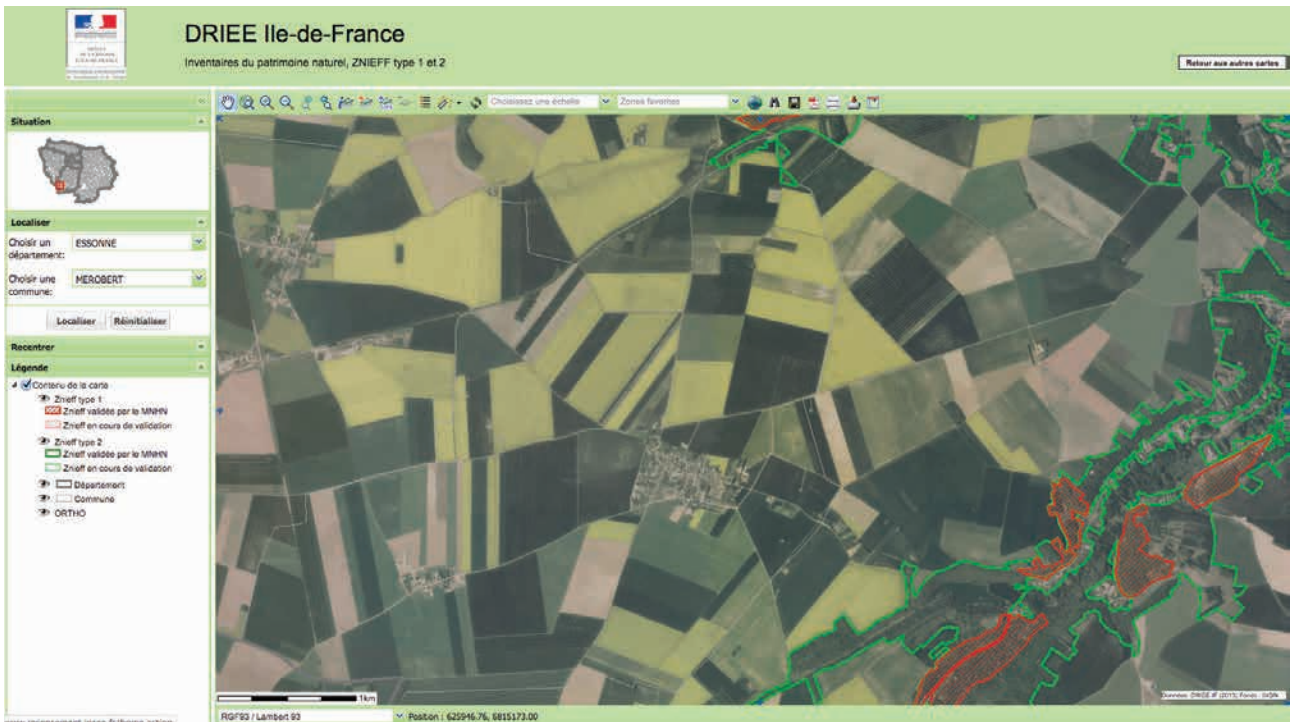 DRIEE Ile-de-France
Inventaires du patrimoine naturel, ZNIEFF type 1 et 2
Retour aux autres cartes
Choisissez une échelle
Zones favorites
Situation
Localiser
Choisir un département:
ESSONNE
Choisir une commune:
MEROBERT
Localiser
Réinitialiser
Recentrer
Légende
Contenu de la carte
Znieff type 1
Znieff validée par le MNHN
Znieff en cours de validation
Znieff type 2
Znieff validée par le MNHN
Znieff en cours de validation
Département
Commune
ORTHO
1km
RGF93 / Lambert 93
Position : 625946.76, 6815173.00